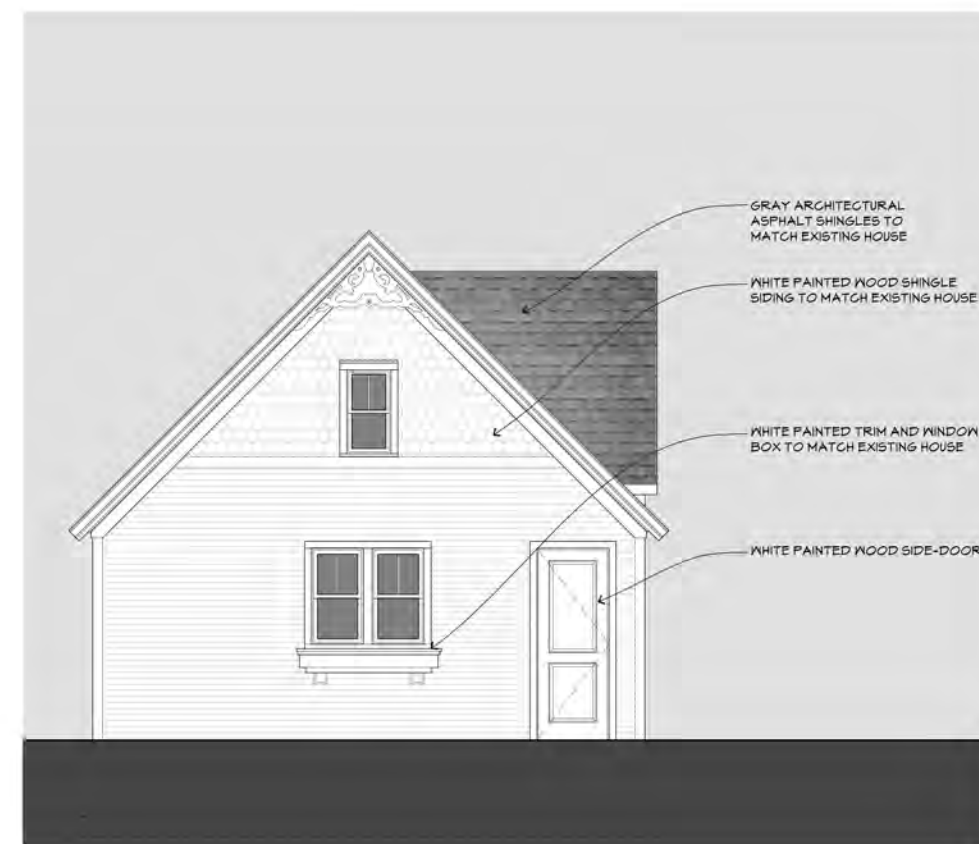 GRAY ARCHITECTURAL
ASPHALT SHINGLES TO
MATCH EXISTING HOUSE
WHITE PAINTED WOOD SHINGLE
SIDING TO MATCH EXISTING HOUSE
WHITE PAINTED TRIM AND WINDOW
BOX TO MATCH EXISTING HOUSE
WHITE PAINTED WOOD SIDE-DOOR